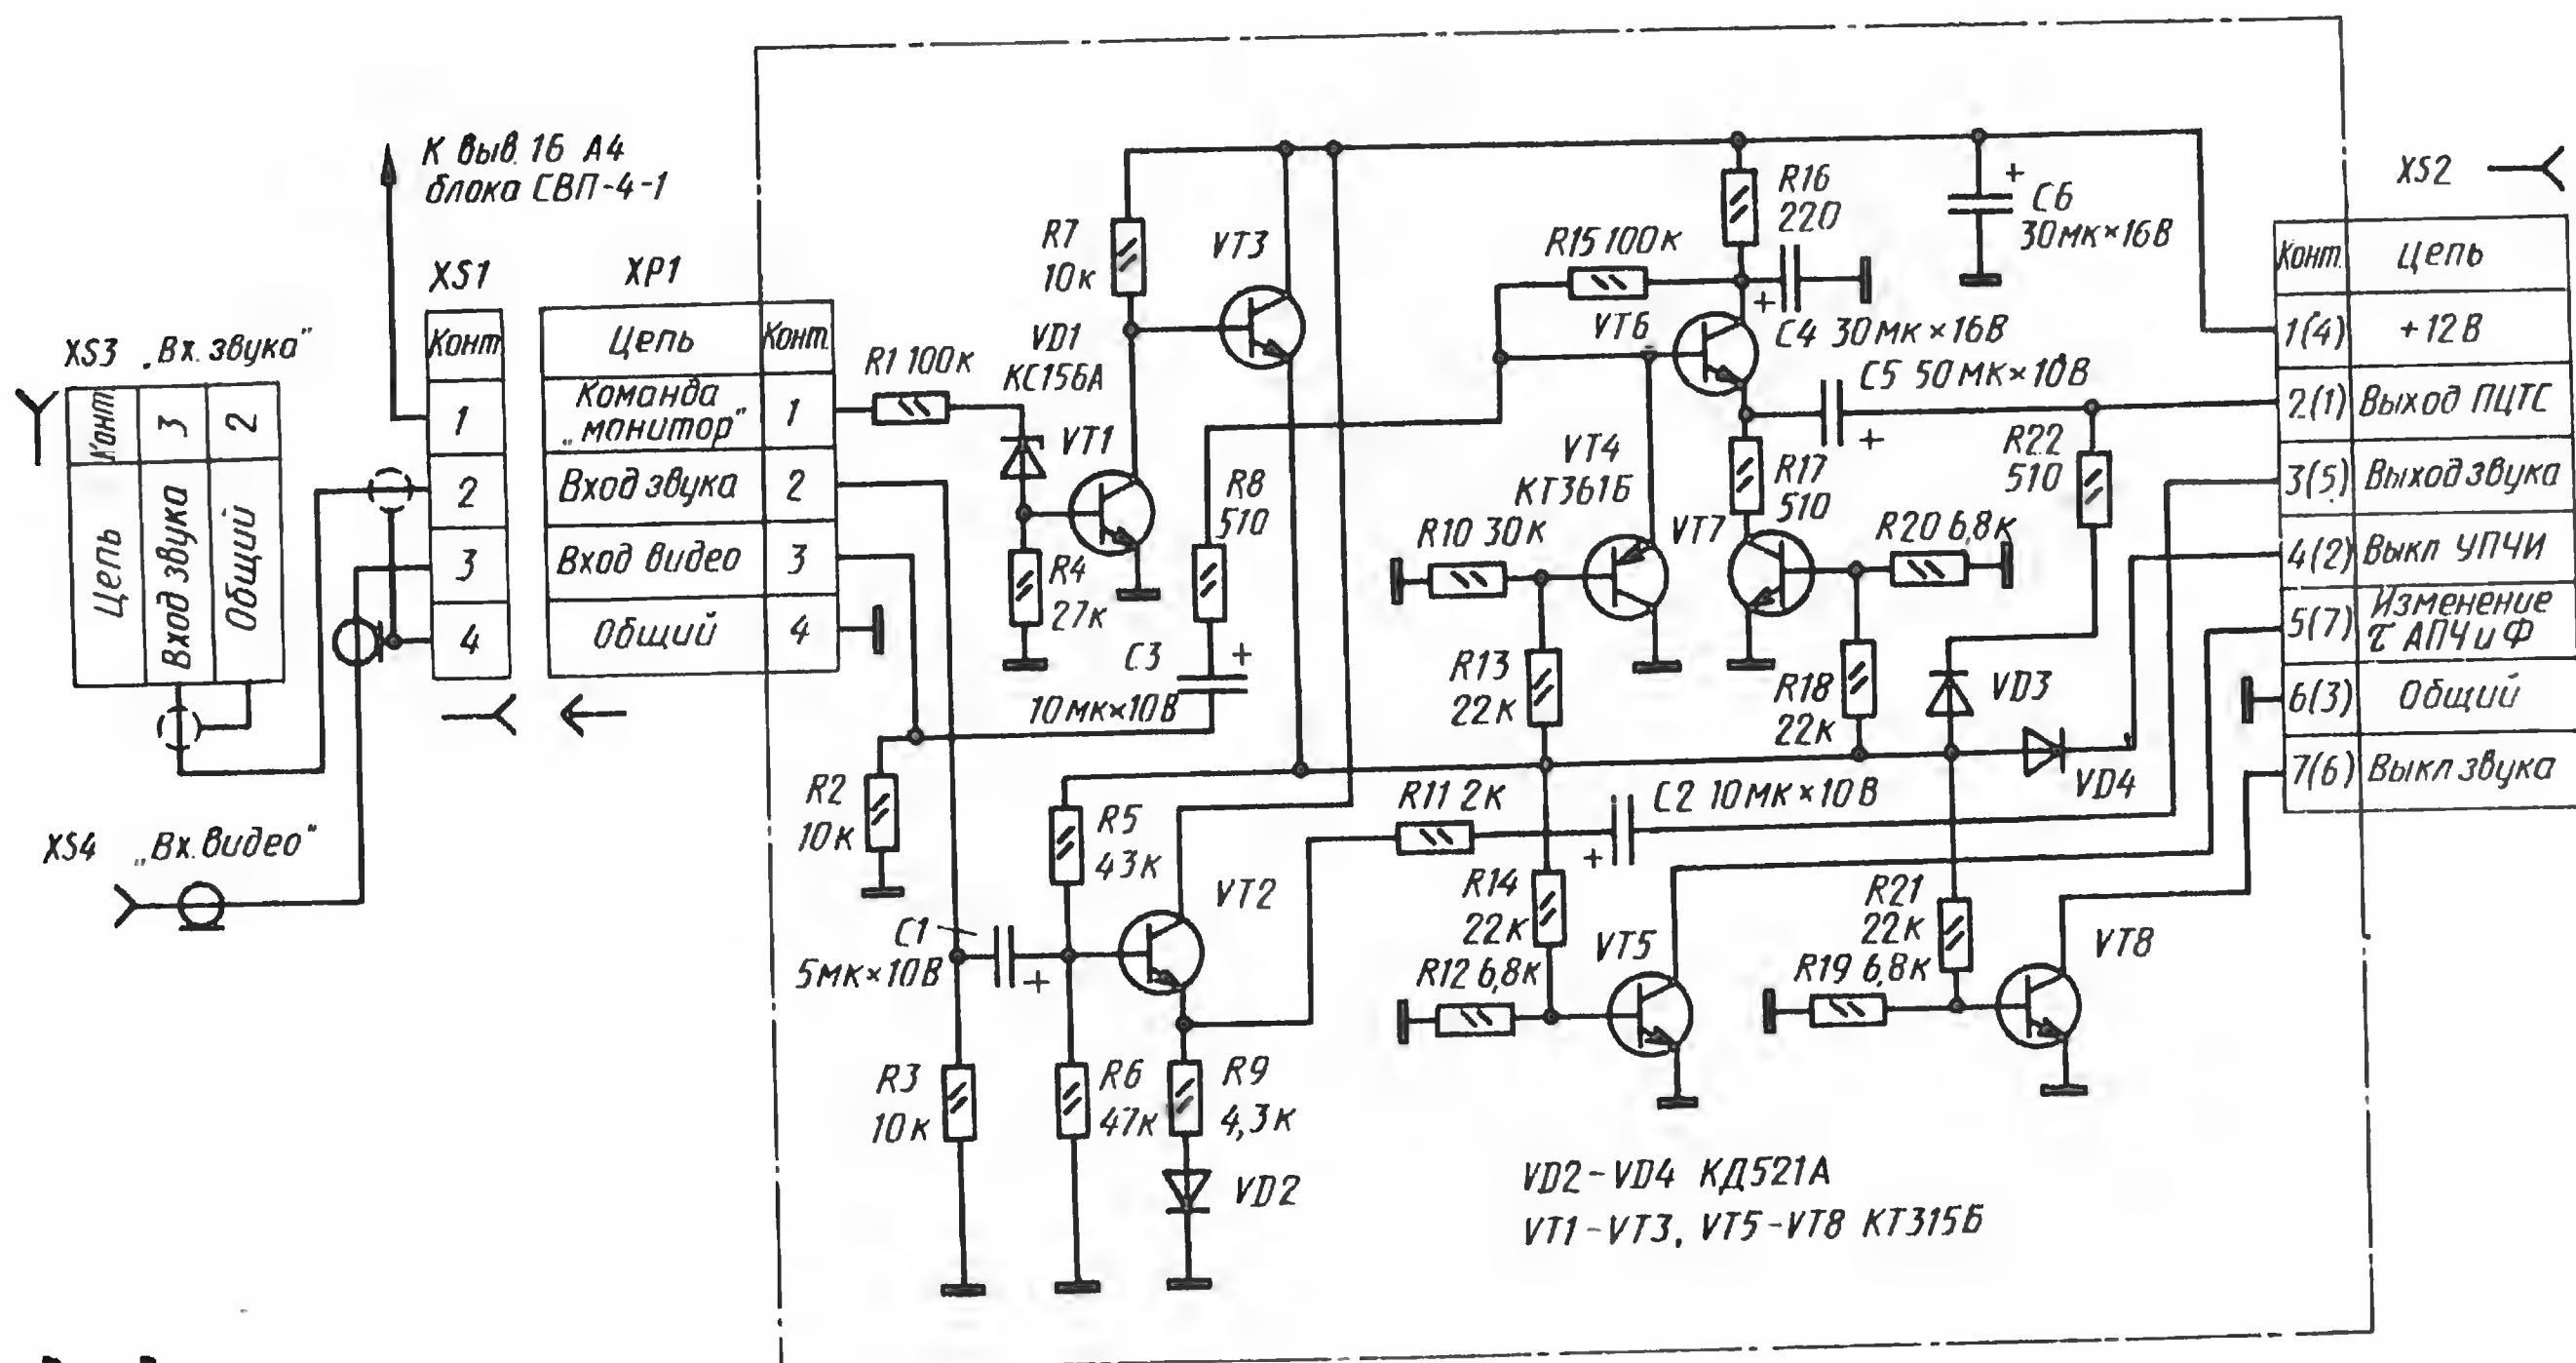 К выв. 16 А4
блока СВП-4-1
XS1
XP1
XS3 „Вх. звука"
Конт.
3
2
Цепь
Вход звука
Общий
XS4 „Вх. видео"
Конт
1
2
3
4
Цепь
Конт.
Команда
„монитор"
1
Вход звука
2
Вход видео
3
Общий
4
R1 100к
VD1
КС156А
VT1
R4
27к
R7
10к
VT3
R8
510
С3
+
10мк×10В
R2
10к
R5
43к
VT2
С1
5мк×10В
+
R3
10к
R6
47к
R9
4,3к
VD2
R15 100к
R16
220
+
С6
30мк×16В
VT6
+
С4 30мк×16В
С5 50мк×10В
+
VT4
КТ361Б
R17
510
VT7
R22
510
R10 30к
R20 6,8к
R13
22к
R18
22к
VD3
VD4
R11 2к
С2 10мк×10В
+
R14
22к
R12 6,8к
VT5
R21
22к
R19 6,8к
VT8
VD2-VD4 КД521А
VT1-VT3, VT5-VT8 КТ315Б
XS2
Конт.
Цепь
1(4)
+12В
2(1)
Выход ПЦТС
3(5)
Выход звука
4(2)
Выкл УПЧИ
5(7)
Изменение
τ АПЧ и Ф
6(3)
Общий
7(6)
Выкл звука